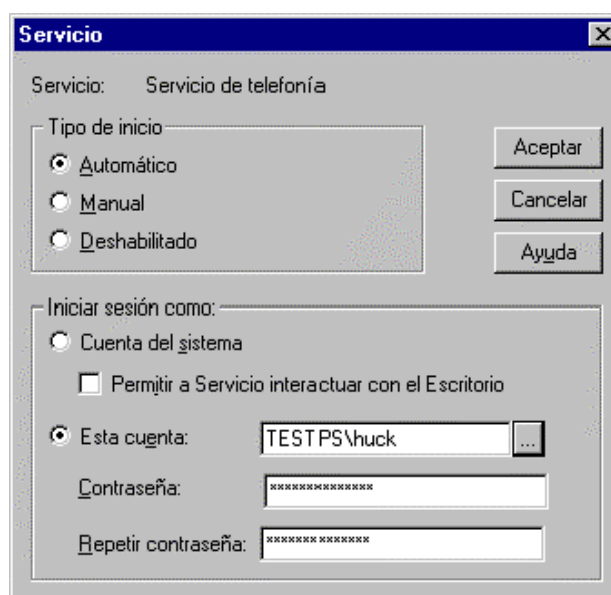 Servicio
Servicio: Servicio de telefonía
Tipo de inicio
Automático
Manual
Deshabilitado
Aceptar
Cancelar
Ayuda
Iniciar sesión como:
Cuenta del sistema
Permitir a Servicio interactuar con el Escritorio
Esta cuenta: TESTPS\huck ...
Contraseña: **************
Repetir contraseña: **************